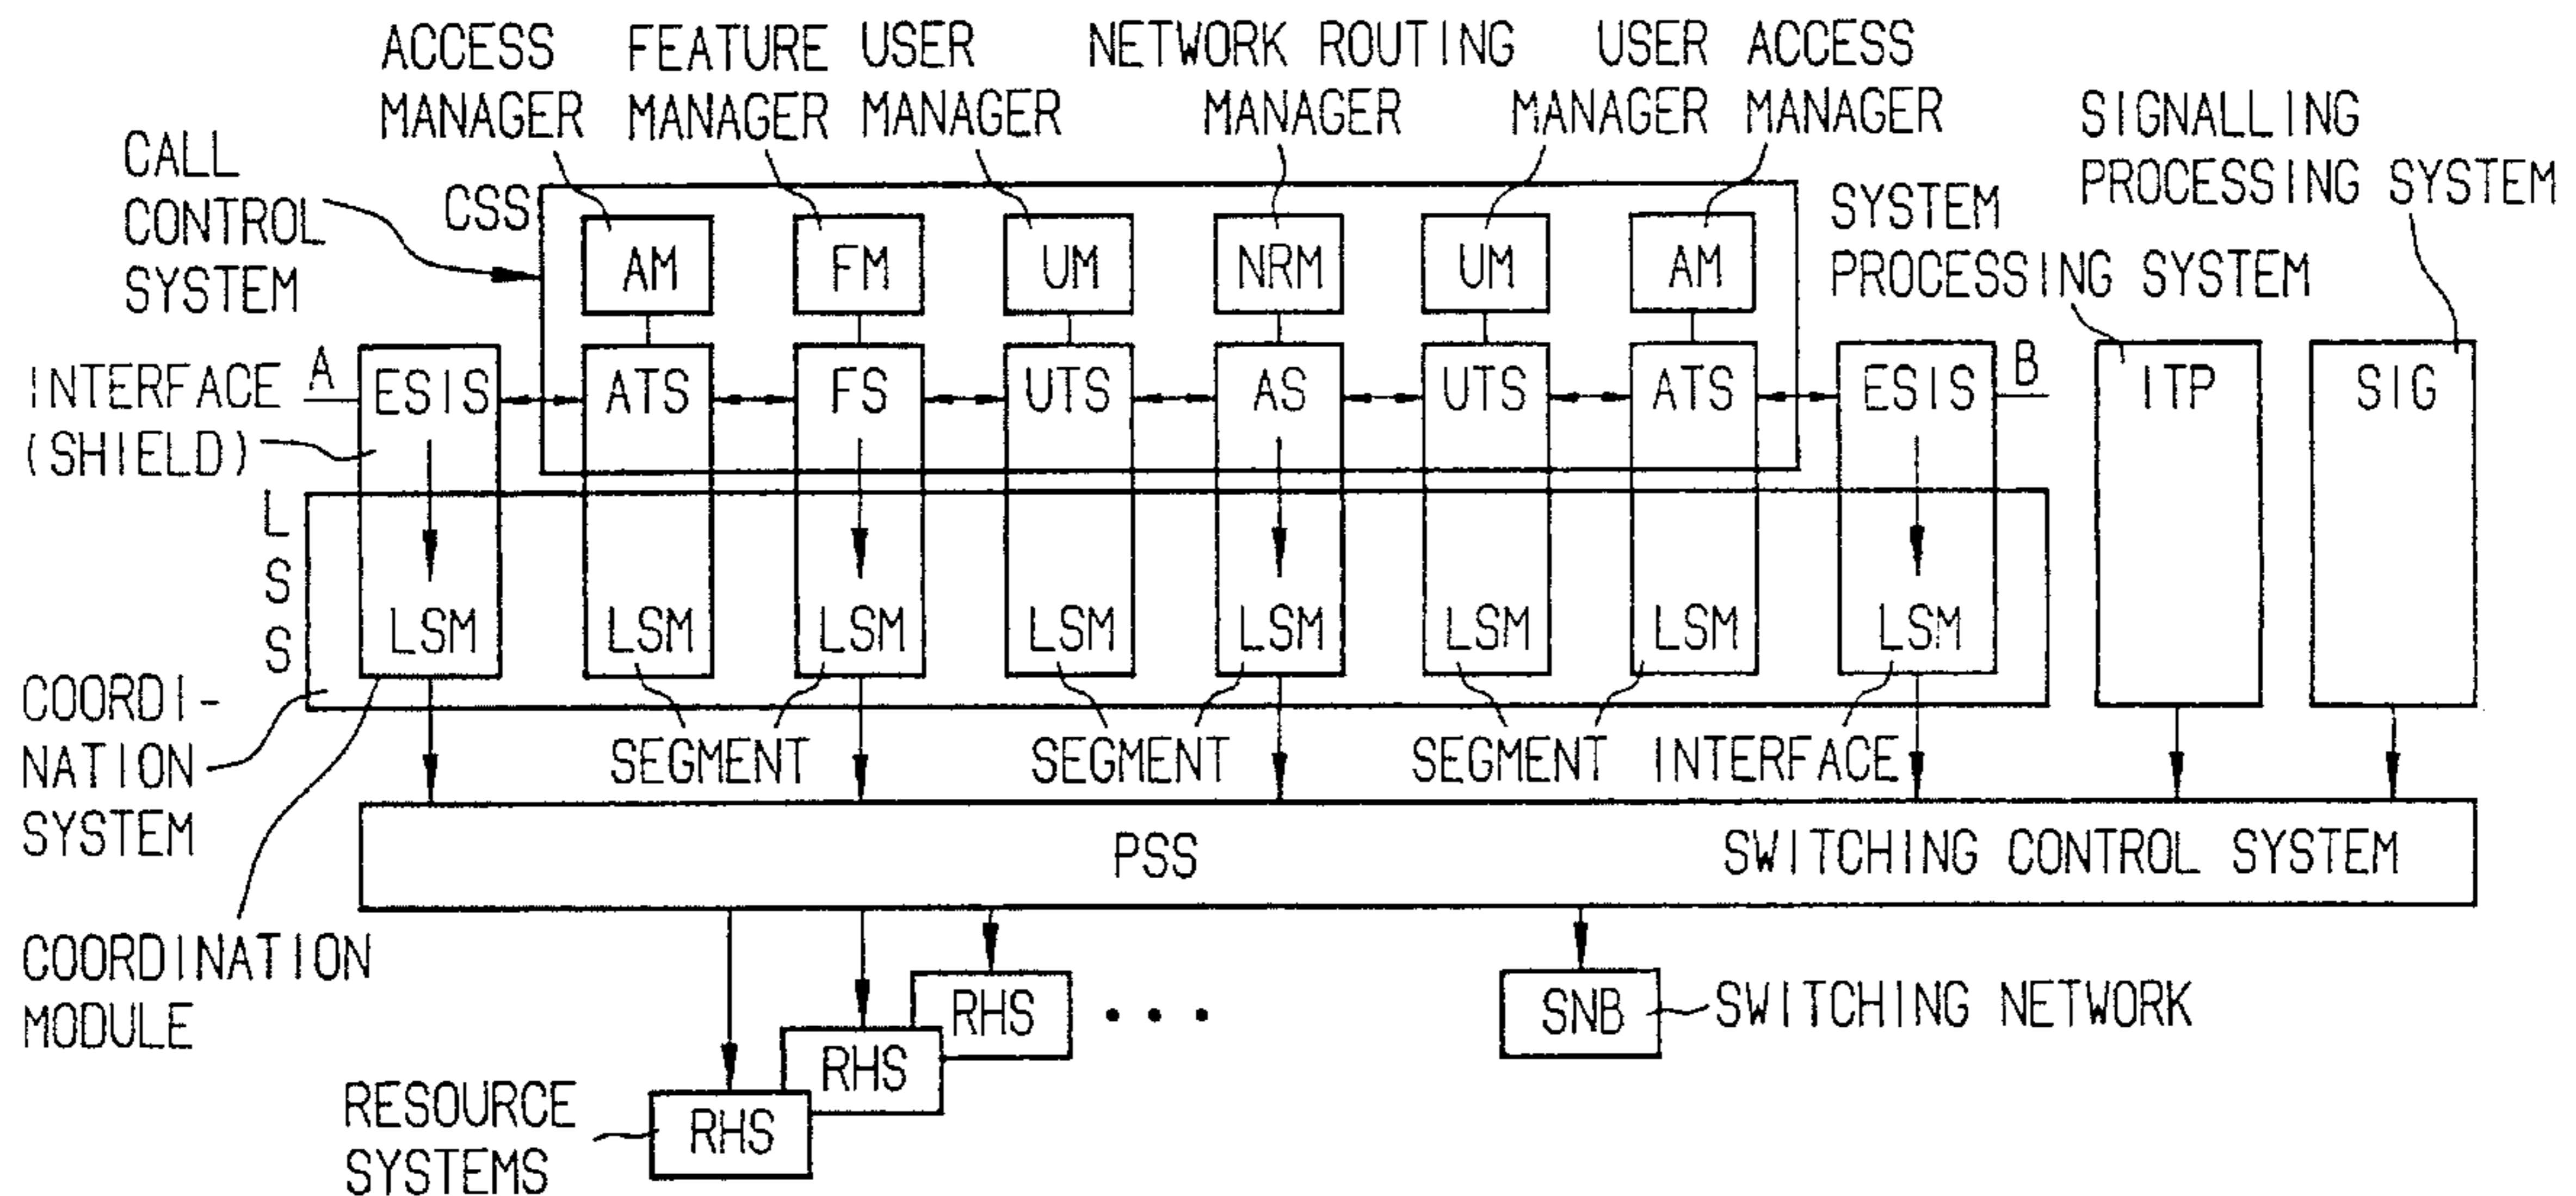 ACCESS MANAGER
FEATURE MANAGER
USER MANAGER
NETWORK ROUTING MANAGER
USER MANAGER
ACCESS MANAGER
SIGNALLING
PROCESSING SYSTEM
CALL
CONTROL
SYSTEM
CSS
SYSTEM
PROCESSING SYSTEM
AM FM UM NRM UM AM
INTERFACE
(SHIELD)
A ESIS ATS FS UTS AS UTS ATS ESIS B ITP SIG
L
S
S
LSM LSM LSM LSM LSM LSM LSM LSM
COORDI-
NATION
SYSTEM
SEGMENT SEGMENT SEGMENT INTERFACE
PSS SWITCHING CONTROL SYSTEM
COORDINATION
MODULE
RHS
RHS
RHS
• • •
SNB SWITCHING NETWORK
RESOURCE
SYSTEMS